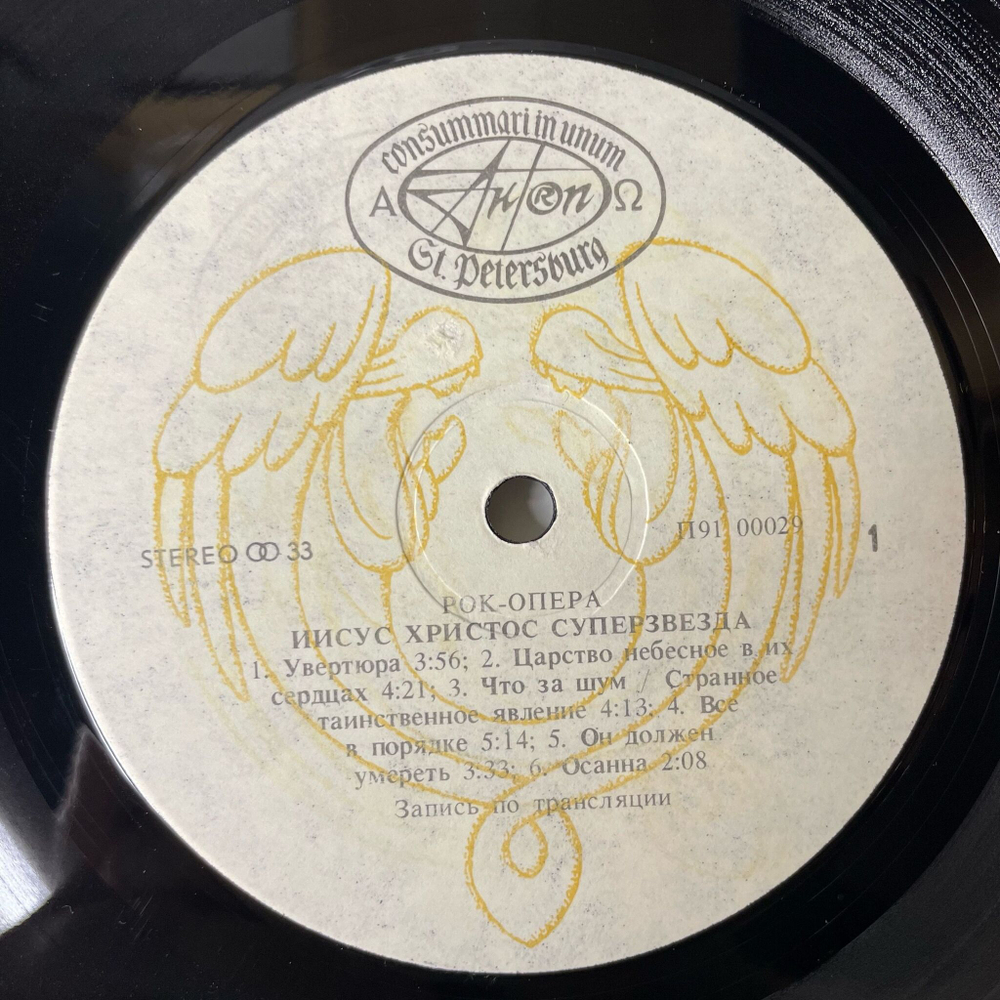 consummari in unum
Α Anton Ω
St. Petersburg
STEREO 33
П91 00029
1
РОК-ОПЕРА
ИИСУС ХРИСТОС СУПЕРЗВЕЗДА
1. Увертюра 3:56; 2. Царство небесное в их
сердцах 4:21; 3. Что за шум / Странное
таинственное явление 4:13; 4. Все
в порядке 5:14; 5. Он должен
умереть 3:33; 6. Осанна 2:08
Запись по трансляции